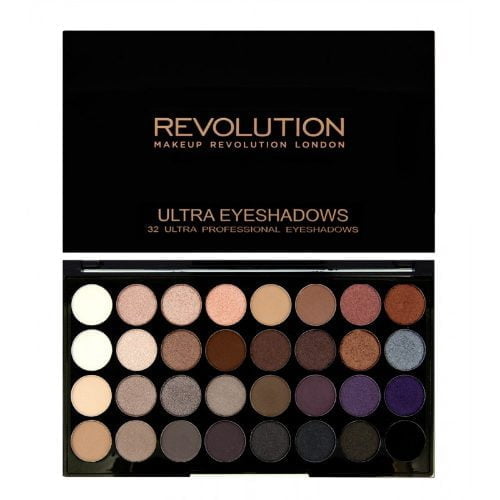 REVOLUTION
MAKEUP REVOLUTION LONDON
ULTRA EYESHADOWS
32 ULTRA PROFESSIONAL EYESHADOWS